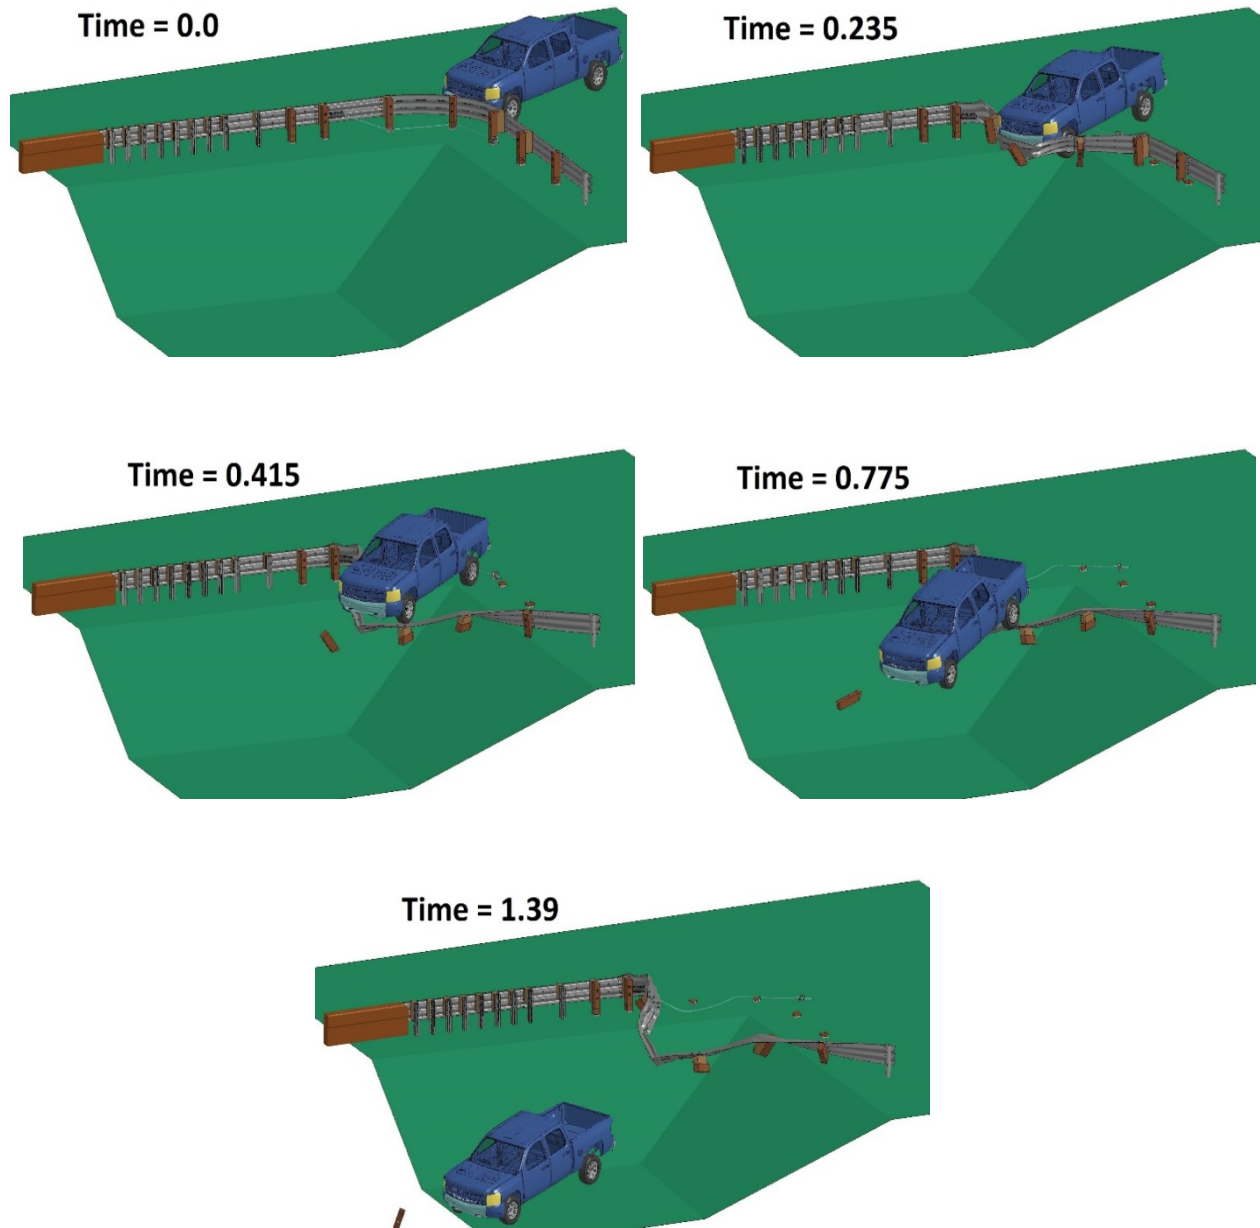 Time = 0.0
Time = 0.235
Time = 0.415
Time = 0.775
Time = 1.39